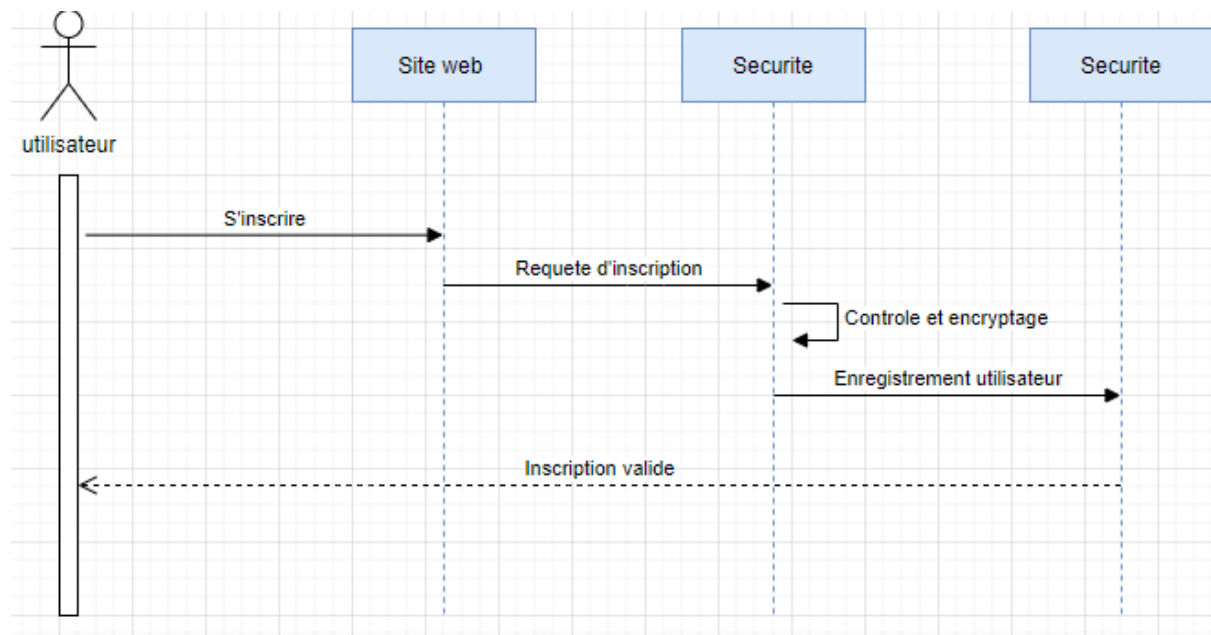 Site web
Securite
Securite
utilisateur
S'inscrire
Requete d'inscription
Controle et encryptage
Enregistrement utilisateur
Inscription valide